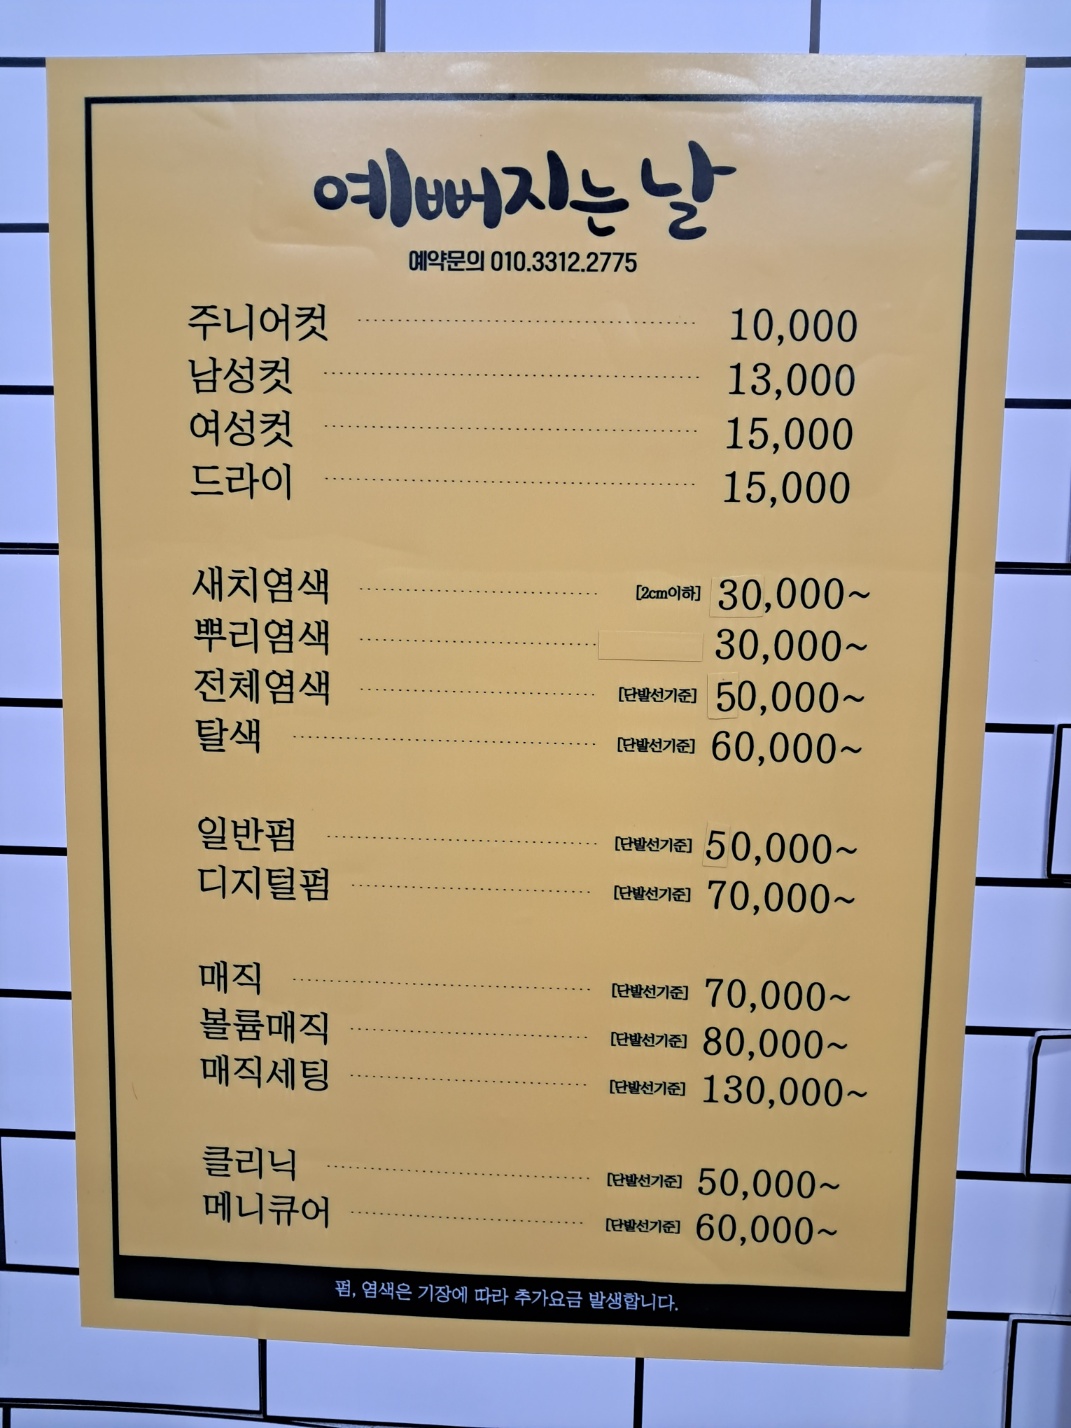 예뻐지는 날
예약문의 010.3312.2775
주니어컷 10,000
남성컷 13,000
여성컷 15,000
드라이 15,000
새치염색 [2cm이하] 30,000~
뿌리염색 30,000~
전체염색 [단발선기준] 50,000~
탈색 [단발선기준] 60,000~
일반펌 [단발선기준] 50,000~
디지털펌 [단발선기준] 70,000~
매직 [단발선기준] 70,000~
볼륨매직 [단발선기준] 80,000~
매직세팅 [단발선기준] 130,000~
클리닉 [단발선기준] 50,000~
메니큐어 [단발선기준] 60,000~
펌, 염색은 기장에 따라 추가요금 발생합니다.